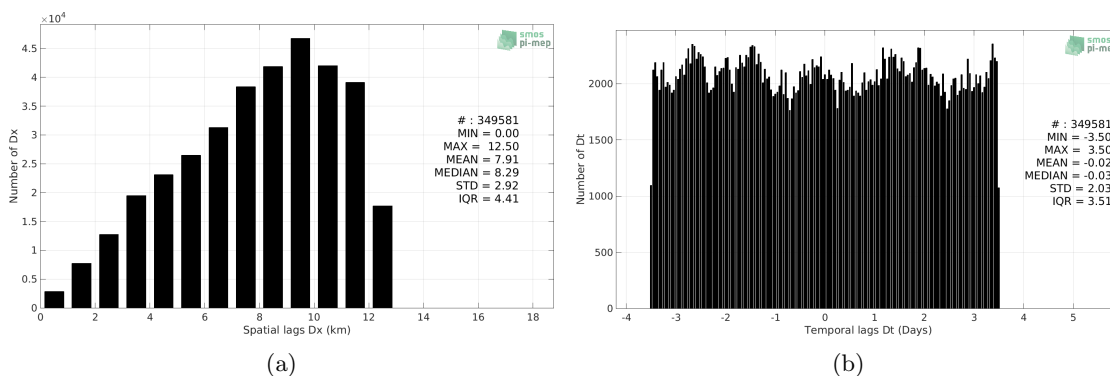 ×10⁴
4.5
4
3.5
3
2.5
2
1.5
1
0.5
0
Number of Dx
0 2 4 6 8 10 12 14 16 18
Spatial lags Dx (km)
smos
pi-mep
# : 349581
MIN = 0.00
MAX = 12.50
MEAN = 7.91
MEDIAN = 8.29
STD = 2.92
IQR = 4.41
(a)
2000
1500
1000
500
0
Number of Dt
-4 -3 -2 -1 0 1 2 3 4 5
Temporal lags Dt (Days)
smos
pi-mep
# : 349581
MIN = -3.50
MAX = 3.50
MEAN = -0.02
MEDIAN = -0.03
STD = 2.03
IQR = 3.51
(b)